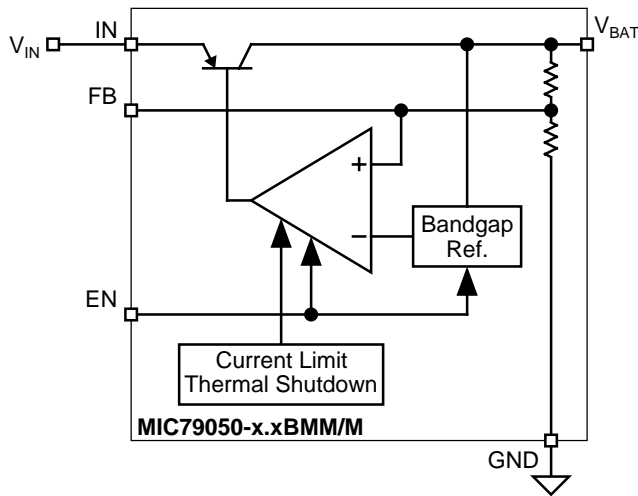 IN
V_IN
V_BAT
FB
+
−
Bandgap
Ref.
EN
Current Limit
Thermal Shutdown
MIC79050-x.xBMM/M
GND